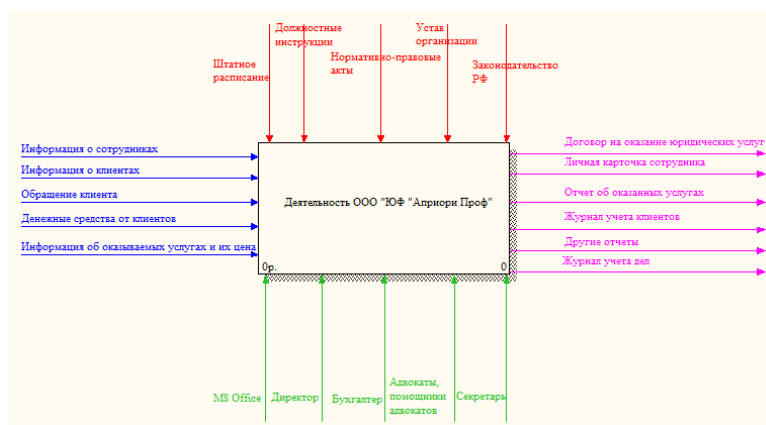 Должностные
инструкции
Устав
организации
Штатное
расписание
Нормативно-правовые
акты
Законодательство
РФ
Информация о сотрудниках
Информация о клиентах
Обращение клиента
Денежные средства от клиентов
Информация об оказываемых услугах и их цена
Деятельность ООО "ЮФ "Априори Проф"
0р.
0
Договор на оказание юридических услуг
Личная карточка сотрудника
Отчет об оказанных услугах
Журнал учета клиентов
Другие отчеты
Журнал учета дел
MS Office
Директор
Бухгалтер
Адвокаты,
помощники
адвокатов
Секретарь